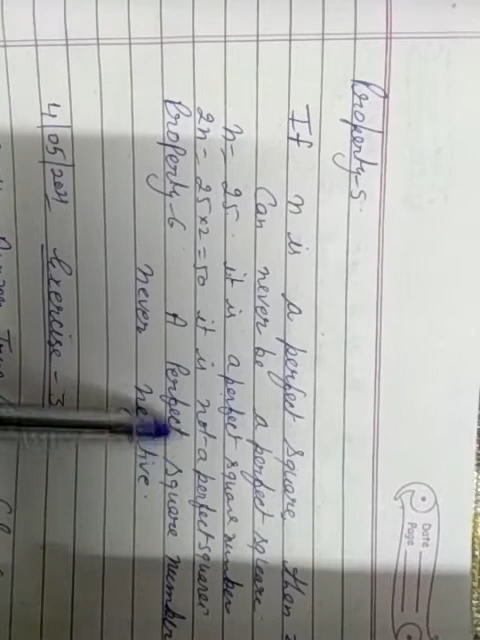 Date
Page
Property-5.
If n is a perfect square then
Can never be a perfect square.
n = 25. it is a perfect square number
2n = 25×2=50 it is not a perfect square
Property-6 A Perfect square number
never
4/05/2021 Exercise-3